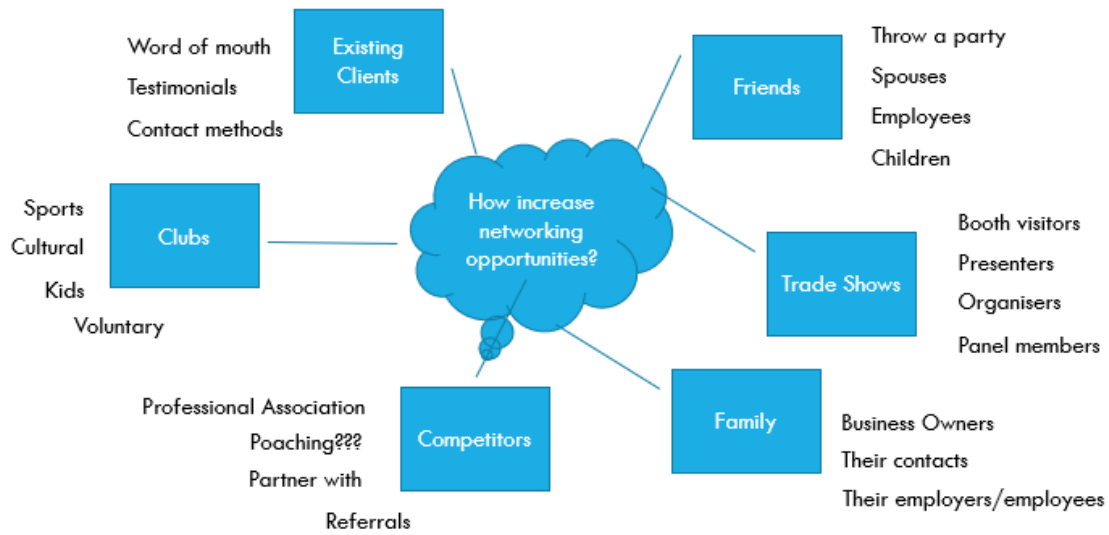 Word of mouth
Testimonials
Contact methods
Existing
Clients
Friends
Throw a party
Spouses
Employees
Children
How increase
networking
opportunities?
Sports
Cultural
Kids
Voluntary
Clubs
Trade Shows
Booth visitors
Presenters
Organisers
Panel members
Professional Association
Poaching???
Partner with
Referrals
Competitors
Family
Business Owners
Their contacts
Their employers/employees